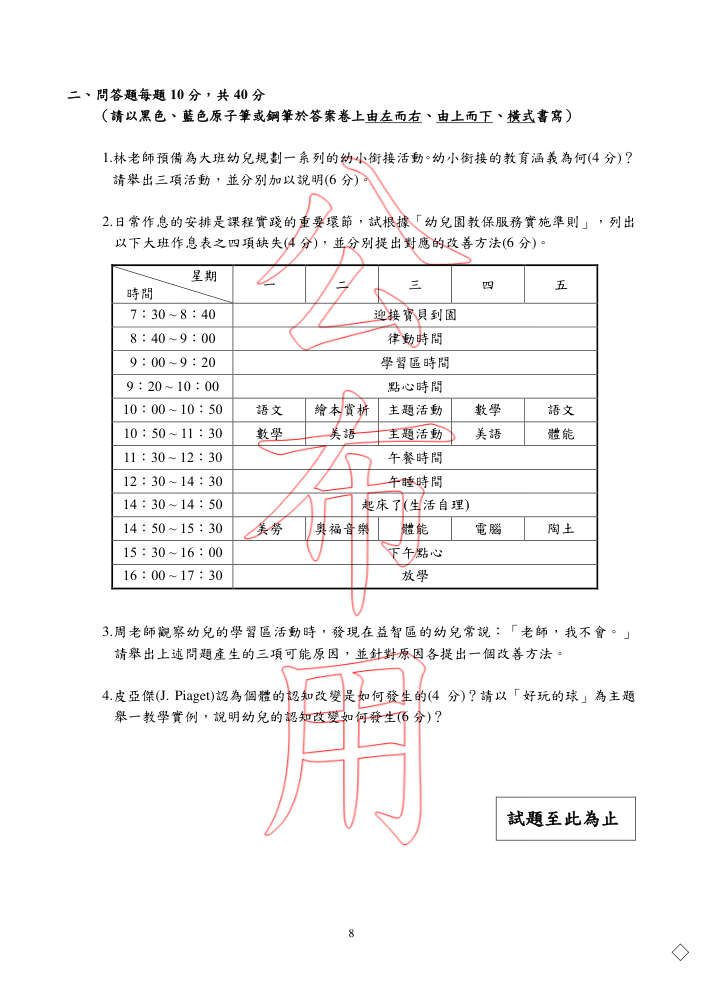 二、問答題每題 10 分，共 40 分
（請以黑色、藍色原子筆或鋼筆於答案卷上由左而右、由上而下、橫式書寫）
1.林老師預備為大班幼兒規劃一系列的幼小銜接活動。幼小銜接的教育涵義為何(4 分)？
請舉出三項活動，並分別加以說明(6 分)。
2.日常作息的安排是課程實踐的重要環節，試根據「幼兒園教保服務實施準則」，列出
以下大班作息表之四項缺失(4 分)，並分別提出對應的改善方法(6 分)。
星期
時間
一 二 三 四 五
7：30 ~ 8：40 迎接寶貝到園
8：40 ~ 9：00 律動時間
9：00 ~ 9：20 學習區時間
9：20 ~ 10：00 點心時間
10：00 ~ 10：50 語文 繪本賞析 主題活動 數學 語文
10：50 ~ 11：30 數學 美語 主題活動 美語 體能
11：30 ~ 12：30 午餐時間
12：30 ~ 14：30 午睡時間
14：30 ~ 14：50 起床了(生活自理)
14：50 ~ 15：30 美勞 奧福音樂 體能 電腦 陶土
15：30 ~ 16：00 下午點心
16：00 ~ 17：30 放學
3.周老師觀察幼兒的學習區活動時，發現在益智區的幼兒常說：「老師，我不會。」
請舉出上述問題產生的三項可能原因，並針對原因各提出一個改善方法。
4.皮亞傑(J. Piaget)認為個體的認知改變是如何發生的(4 分)？請以「好玩的球」為主題
舉一教學實例，說明幼兒的認知改變如何發生(6 分)？
試題至此為止
8
公布用